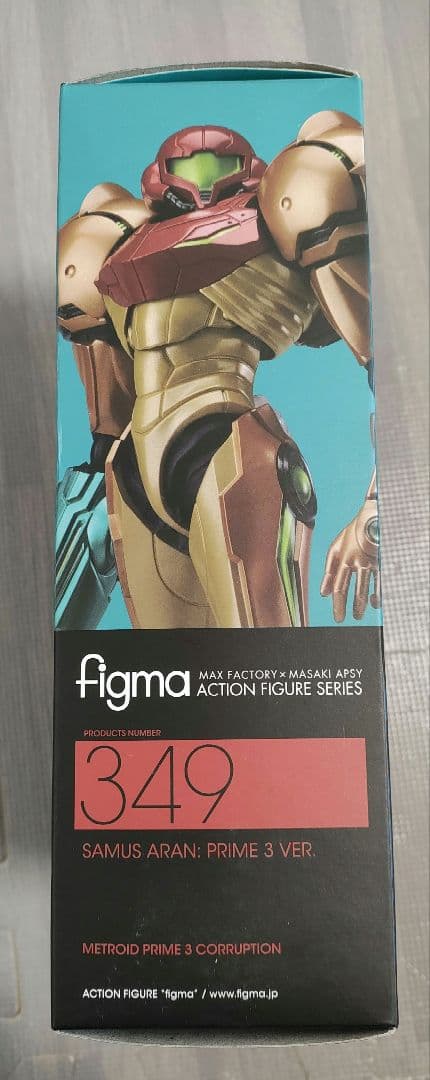 figma MAX FACTORY × MASAKI APSY
ACTION FIGURE SERIES
PRODUCTS NUMBER
349
SAMUS ARAN: PRIME 3 VER.
METROID PRIME 3 CORRUPTION
ACTION FIGURE "figma" / www.figma.jp